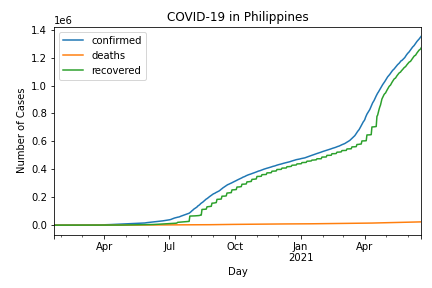 COVID-19 in Philippines
1e6
confirmed
deaths
recovered
1.4
1.2
1.0
0.8
0.6
0.4
0.2
0.0
Number of Cases
Apr Jul Oct Jan Apr
2021
Day